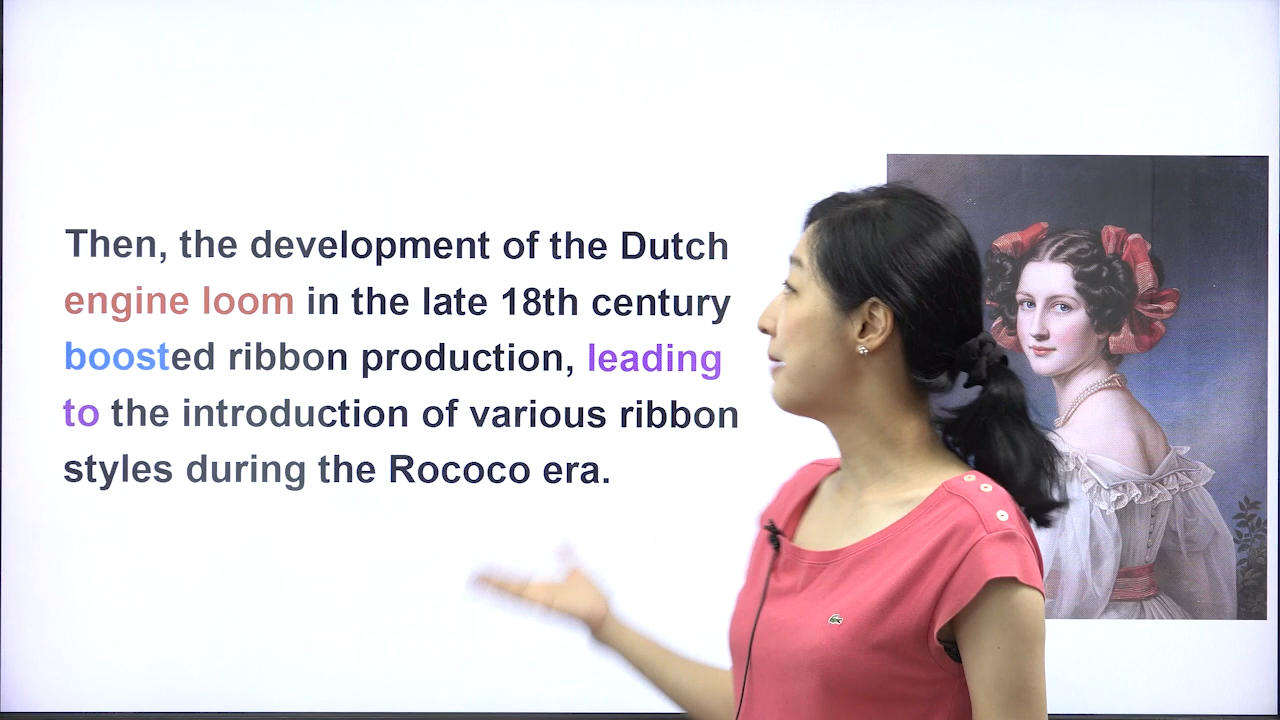 Then, the development of the Dutch
engine loom in the late 18th century
boosted ribbon production, leading
to the introduction of various ribbon
styles during the Rococo era.